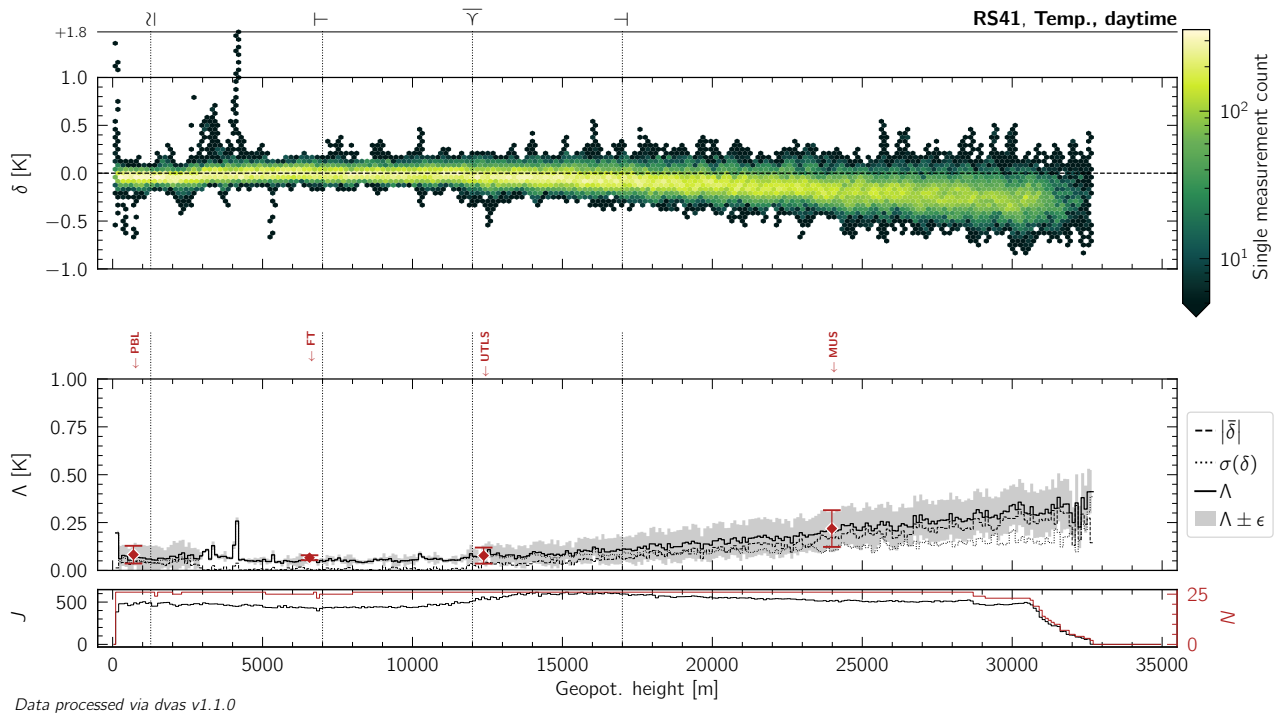 RS41, Temp., daytime
+1.8
1.0
0.5
0.0
−0.5
−1.0
δ [K]
10²
10¹
Single measurement count
← PBL
← FT
← UTLS
← MUS
1.00
0.75
0.50
0.25
0.00
Λ [K]
|δ̄|
σ(δ)
Λ
Λ ± ϵ
500
0
J
25
0
N
0 5000 10000 15000 20000 25000 30000 35000
Geopot. height [m]
Data processed via dvas v1.1.0